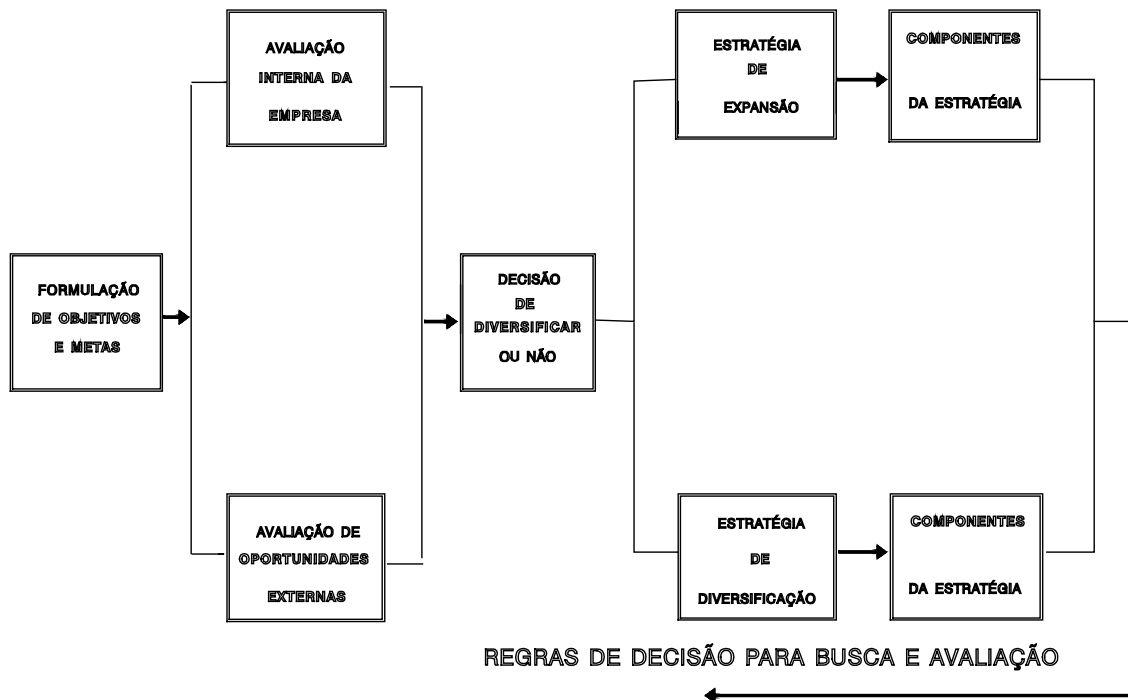 AVALIAÇÃO
INTERNA DA
EMPRESA
ESTRATÉGIA
DE
EXPANSÃO
COMPONENTES
DA ESTRATÉGIA
FORMULAÇÃO
DE OBJETIVOS
E METAS
DECISÃO
DE
DIVERSIFICAR
OU NÃO
AVALIAÇÃO DE
OPORTUNIDADES
EXTERNAS
ESTRATÉGIA
DE
DIVERSIFICAÇÃO
COMPONENTES
DA ESTRATÉGIA
REGRAS DE DECISÃO PARA BUSCA E AVALIAÇÃO